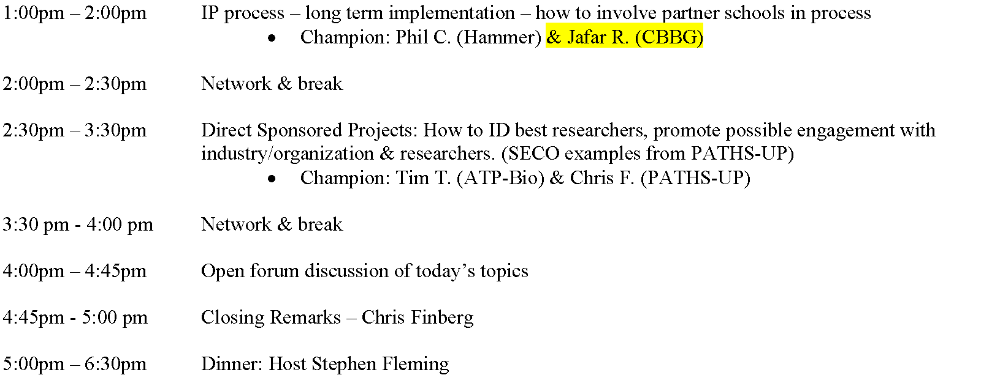 1:00pm – 2:00pm IP process – long term implementation – how to involve partner schools in process
• Champion: Phil C. (Hammer) & Jafar R. (CBBG)
2:00pm – 2:30pm Network & break
2:30pm – 3:30pm Direct Sponsored Projects: How to ID best researchers, promote possible engagement with
industry/organization & researchers. (SECO examples from PATHS-UP)
• Champion: Tim T. (ATP-Bio) & Chris F. (PATHS-UP)
3:30 pm - 4:00 pm Network & break
4:00pm – 4:45pm Open forum discussion of today’s topics
4:45pm - 5:00 pm Closing Remarks – Chris Finberg
5:00pm – 6:30pm Dinner: Host Stephen Fleming